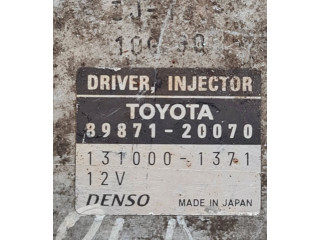 DRIVER, INJECTOR
TOYOTA
89871-20070
131000-1371
12V
DENSO MADE IN JAPAN